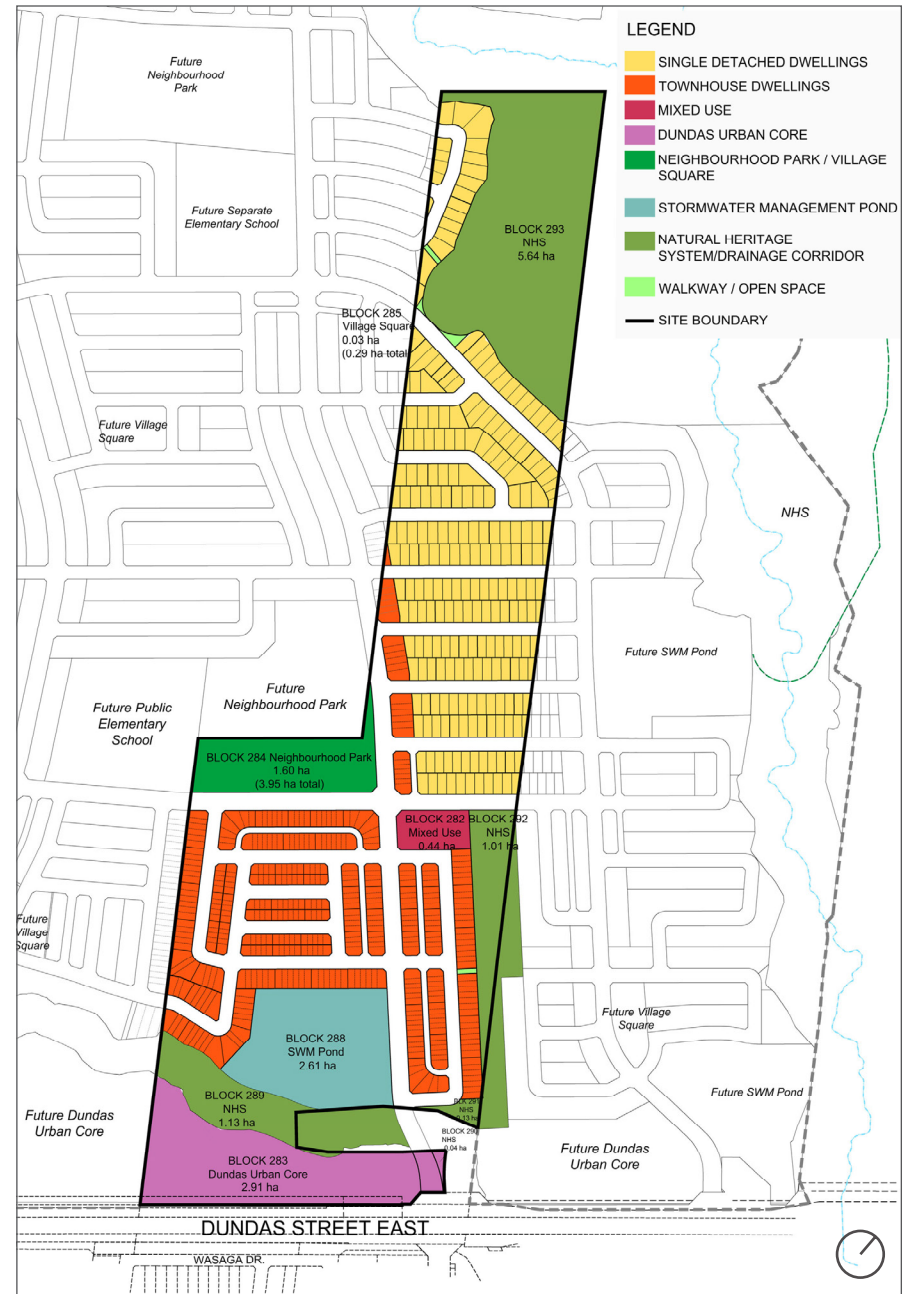 LEGEND
SINGLE DETACHED DWELLINGS
TOWNHOUSE DWELLINGS
MIXED USE
DUNDAS URBAN CORE
NEIGHBOURHOOD PARK / VILLAGE
SQUARE
STORMWATER MANAGEMENT POND
NATURAL HERITAGE
SYSTEM/DRAINAGE CORRIDOR
WALKWAY / OPEN SPACE
SITE BOUNDARY
Future
Neighbourhood
Park
Future Separate
Elementary School
BLOCK 293
NHS
5.64 ha
BLOCK 285
Village Square
0.03 ha
(0.29 ha total)
Future Village
Square
NHS
Future SWM Pond
Future
Neighbourhood Park
Future Public
Elementary
School
BLOCK 284 Neighbourhood Park
1.60 ha
(3.95 ha total)
BLOCK 282
Mixed Use
0.44 ha
BLOCK 292
NHS
1.01 ha
Future
Village
Square
Future Village
Square
BLOCK 288
SWM Pond
2.61 ha
Future SWM Pond
BLOCK 289
NHS
1.13 ha
BLK 291
NHS
0.13 ha
BLOCK 290
NHS
0.04 ha
Future Dundas
Urban Core
Future Dundas
Urban Core
BLOCK 283
Dundas Urban Core
2.91 ha
DUNDAS STREET EAST
WASAGA DR.